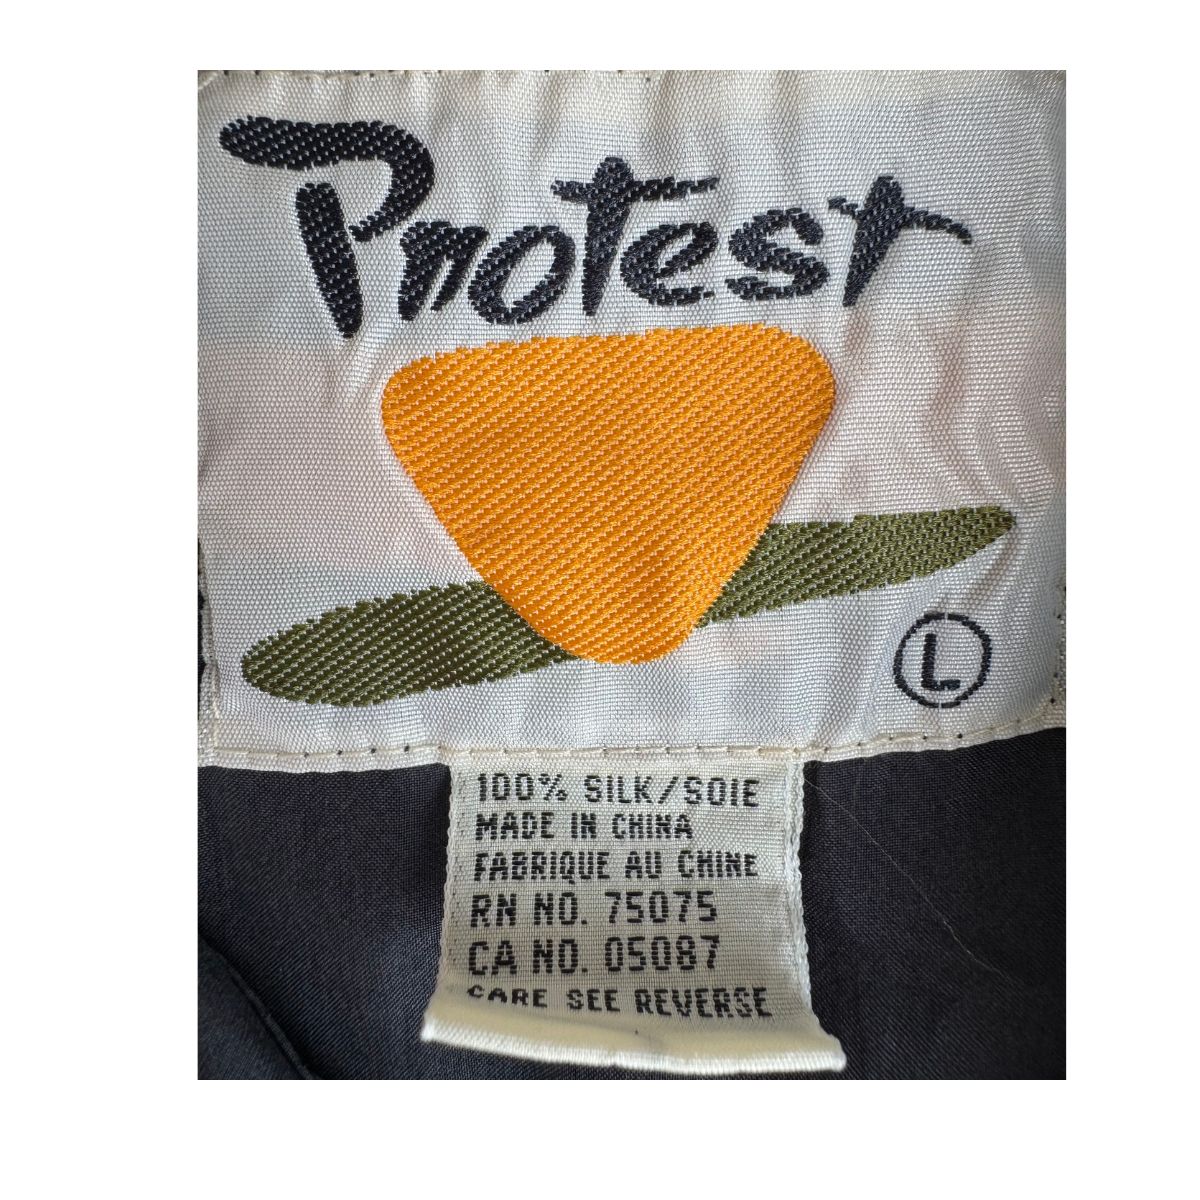 Protest
L
100% SILK/SOIE
MADE IN CHINA
FABRIQUE AU CHINE
RN NO. 75075
CA NO. 05087
CARE SEE REVERSE